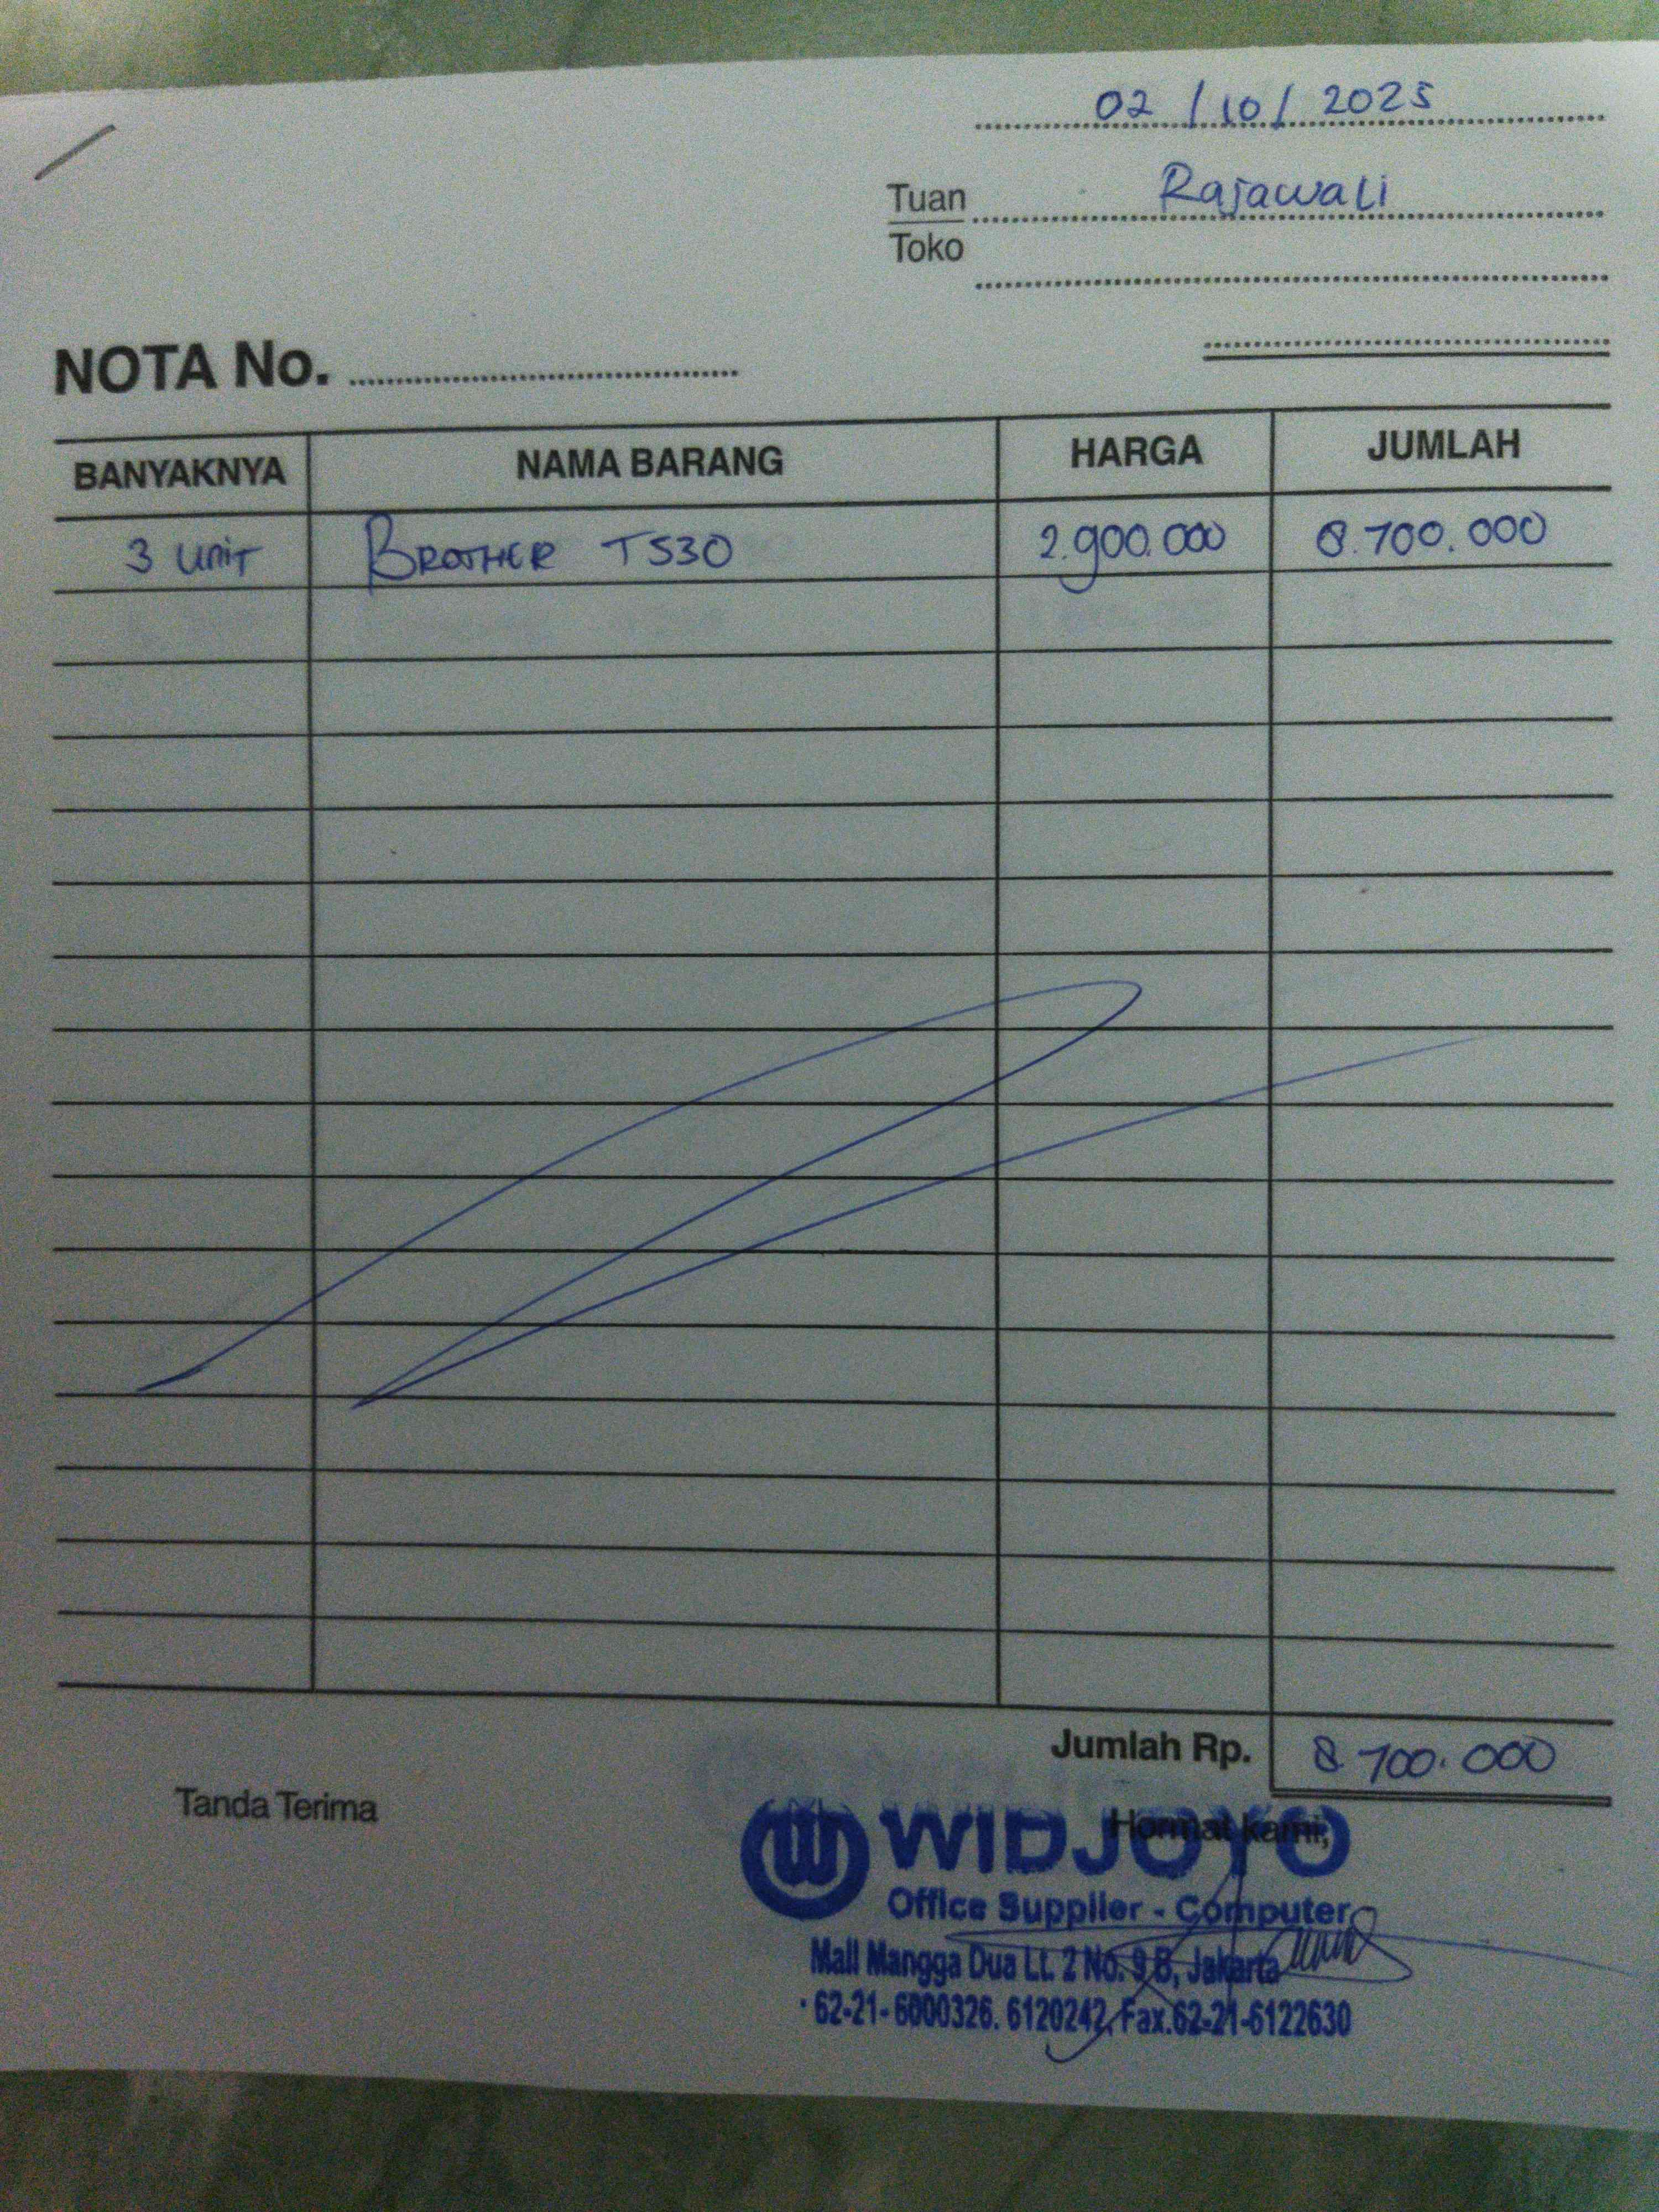 02 / 10 / 2025
Tuan Rajawali
Toko
NOTA No.
BANYAKNYA NAMA BARANG HARGA JUMLAH
3 Unit BROTHER T530 2.900.000 8.700.000
Jumlah Rp. 8.700.000
Tanda Terima
Hormat kami,
WIDJOYO
Office Supplier - Computer
Mall Mangga Dua Lt. 2 No. 9 B, Jakarta
62-21-6000326. 6120242, Fax.62-21-6122630